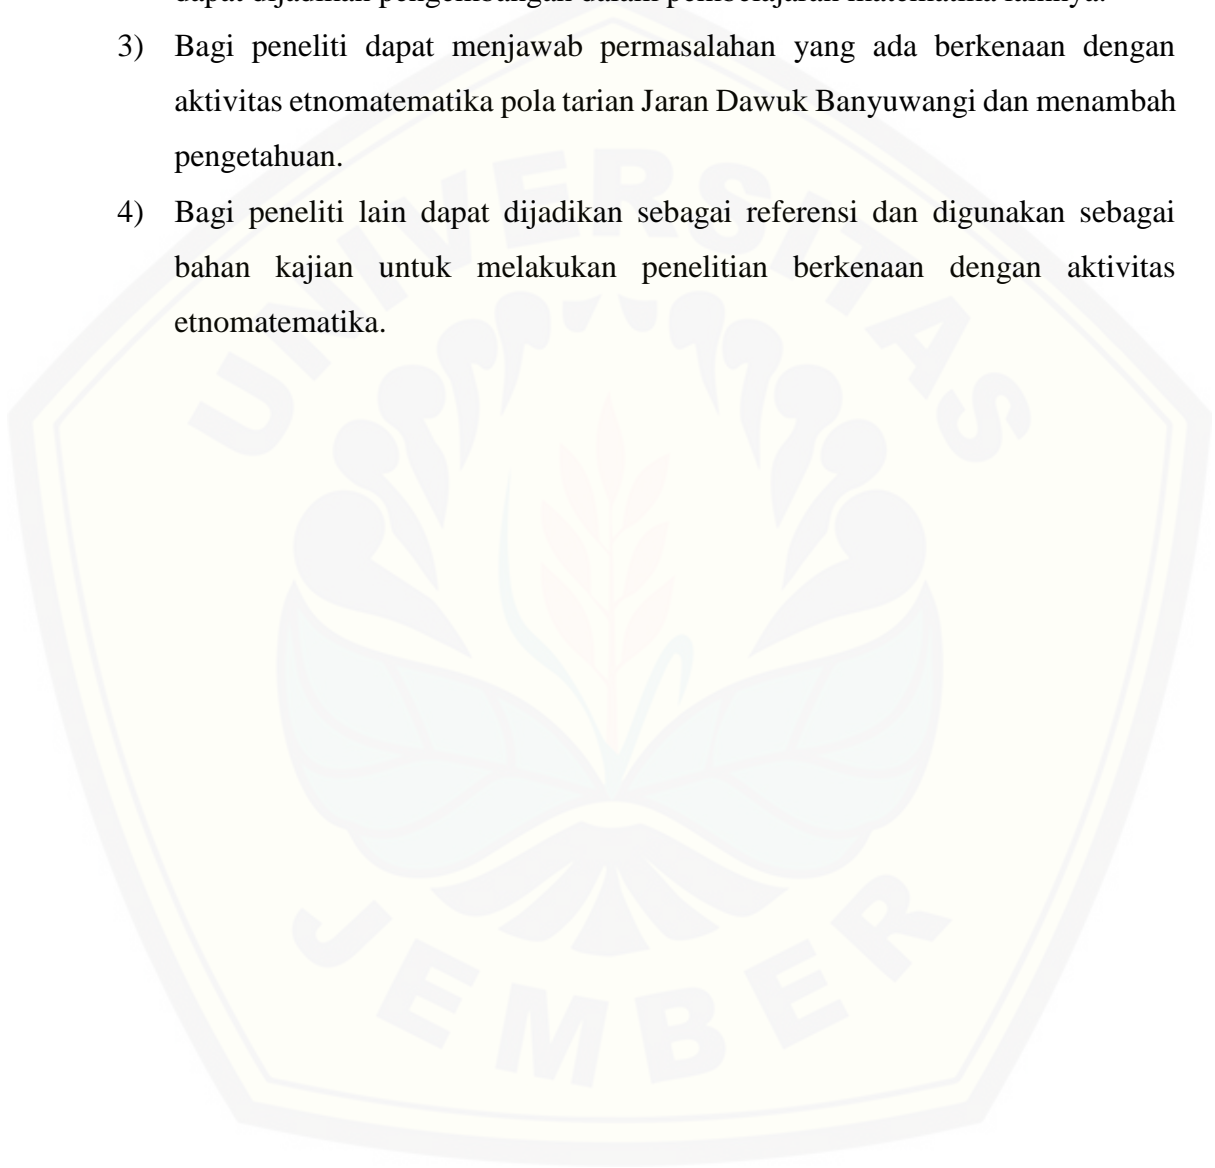 3) Bagi peneliti dapat menjawab permasalahan yang ada berkenaan dengan
aktivitas etnomatematika pola tarian Jaran Dawuk Banyuwangi dan menambah
pengetahuan.
4) Bagi peneliti lain dapat dijadikan sebagai referensi dan digunakan sebagai
bahan kajian untuk melakukan penelitian berkenaan dengan aktivitas
etnomatematika.
UNIVERSITAS
JEMBER